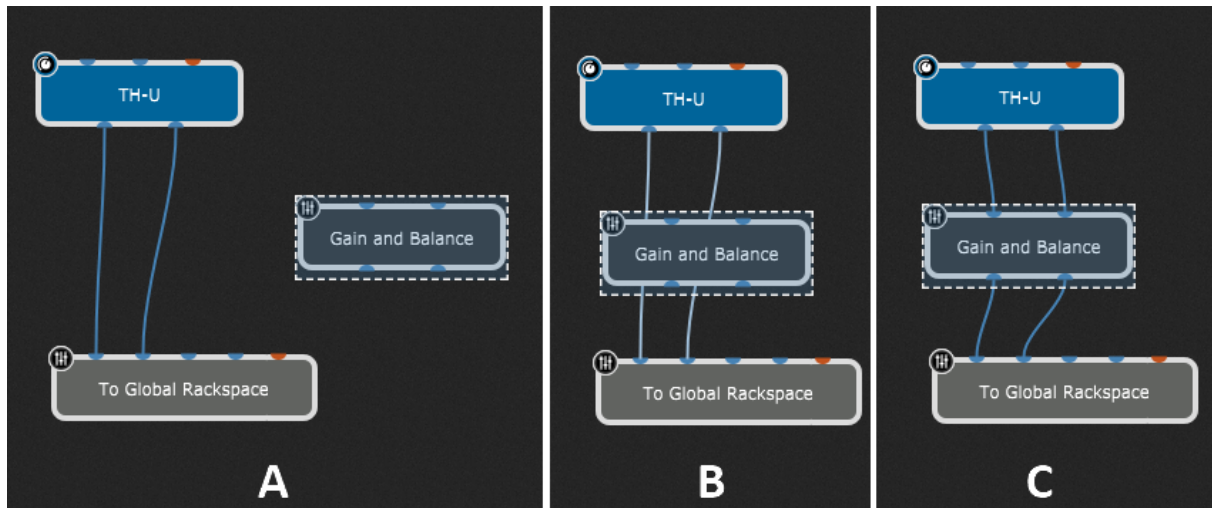 TH-U
Gain and Balance
To Global Rackspace
A
TH-U
Gain and Balance
To Global Rackspace
B
TH-U
Gain and Balance
To Global Rackspace
C